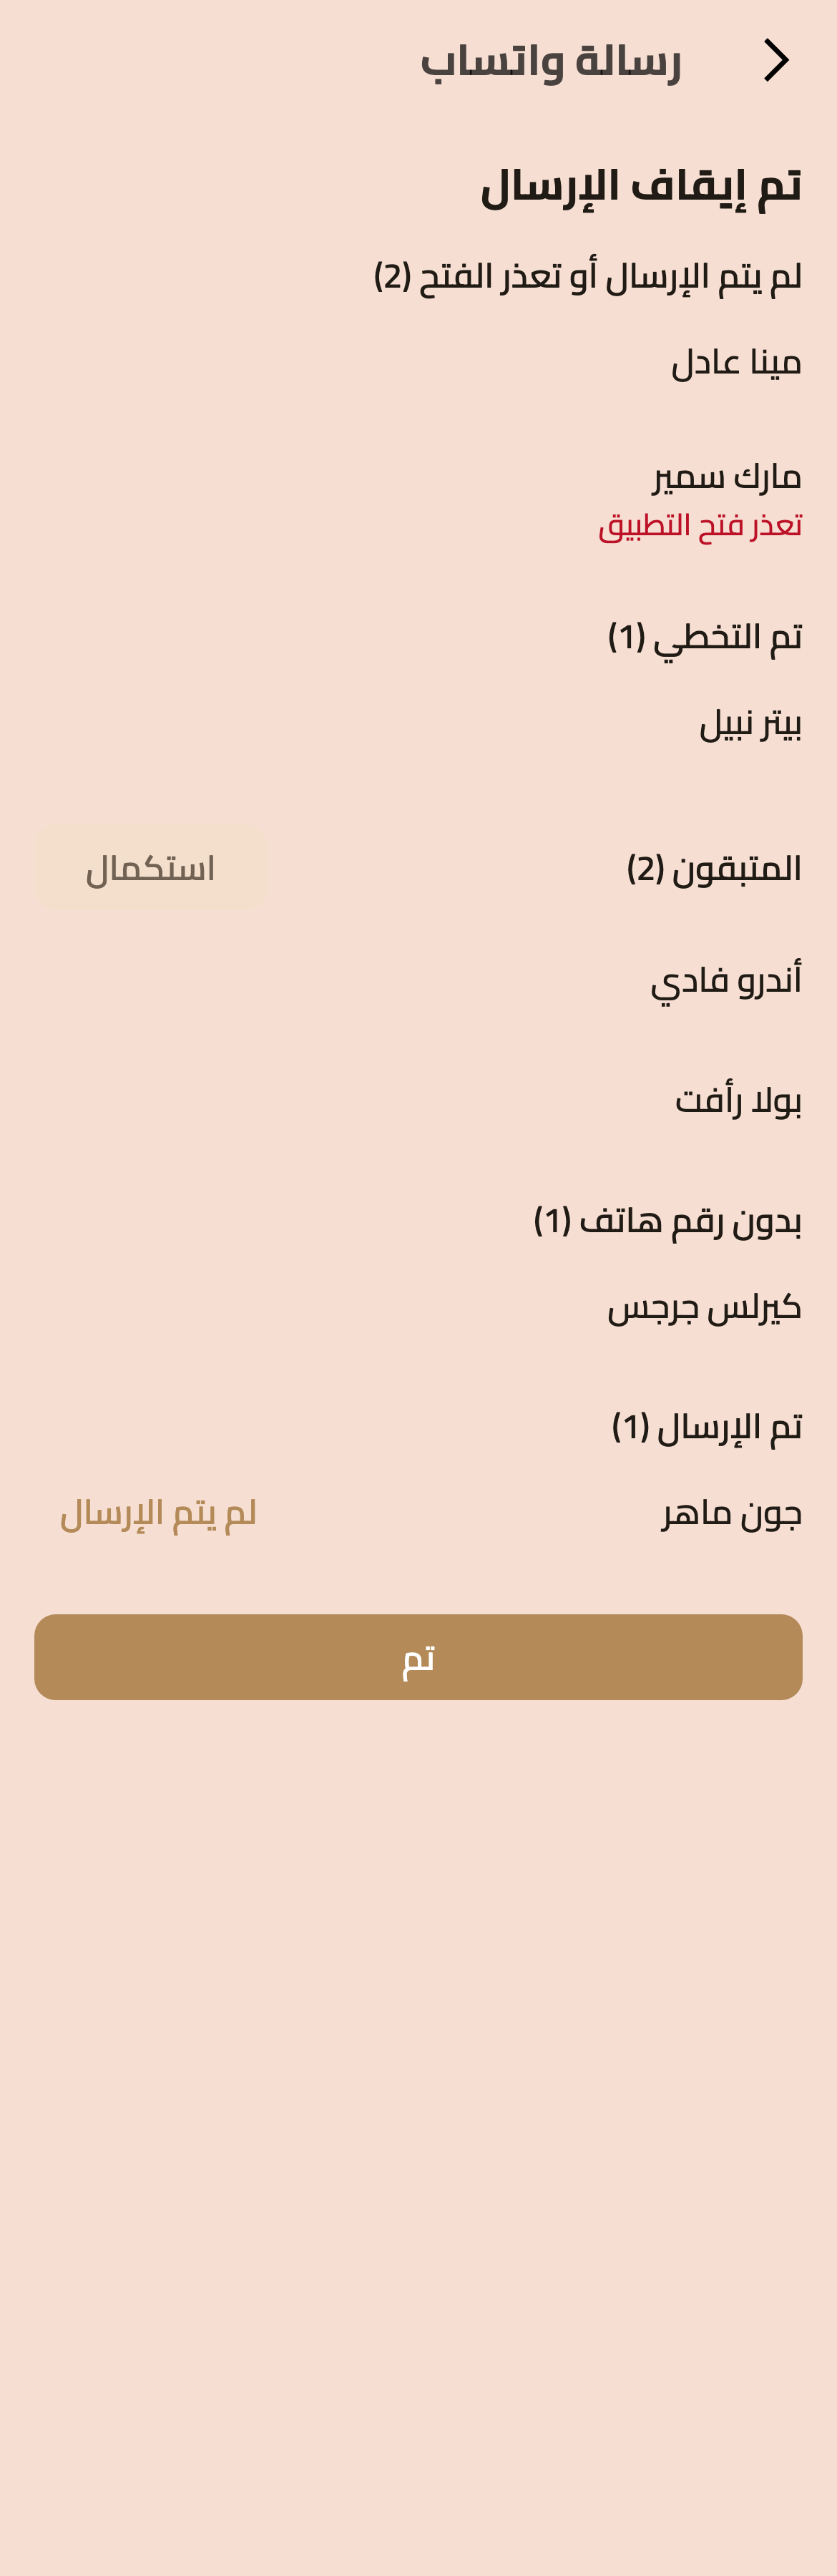 رسالة واتساب
تم إيقاف الإرسال
لم يتم الإرسال أو تعذر الفتح (2)
مينا عادل
مارك سمير
تعذر فتح التطبيق
تم التخطي (1)
بيتر نبيل
المتبقون (2)
استكمال
أندرو فادي
بولا رأفت
بدون رقم هاتف (1)
كيرلس جرجس
تم الإرسال (1)
جون ماهر
لم يتم الإرسال
تم